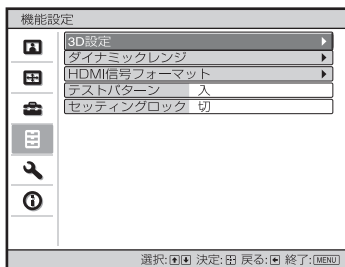 機能設定
3D設定
ダイナミックレンジ
HDMI信号フォーマット
テストパターン 入
セッティングロック 切
選択: 決定: 戻る: 終了:MENU